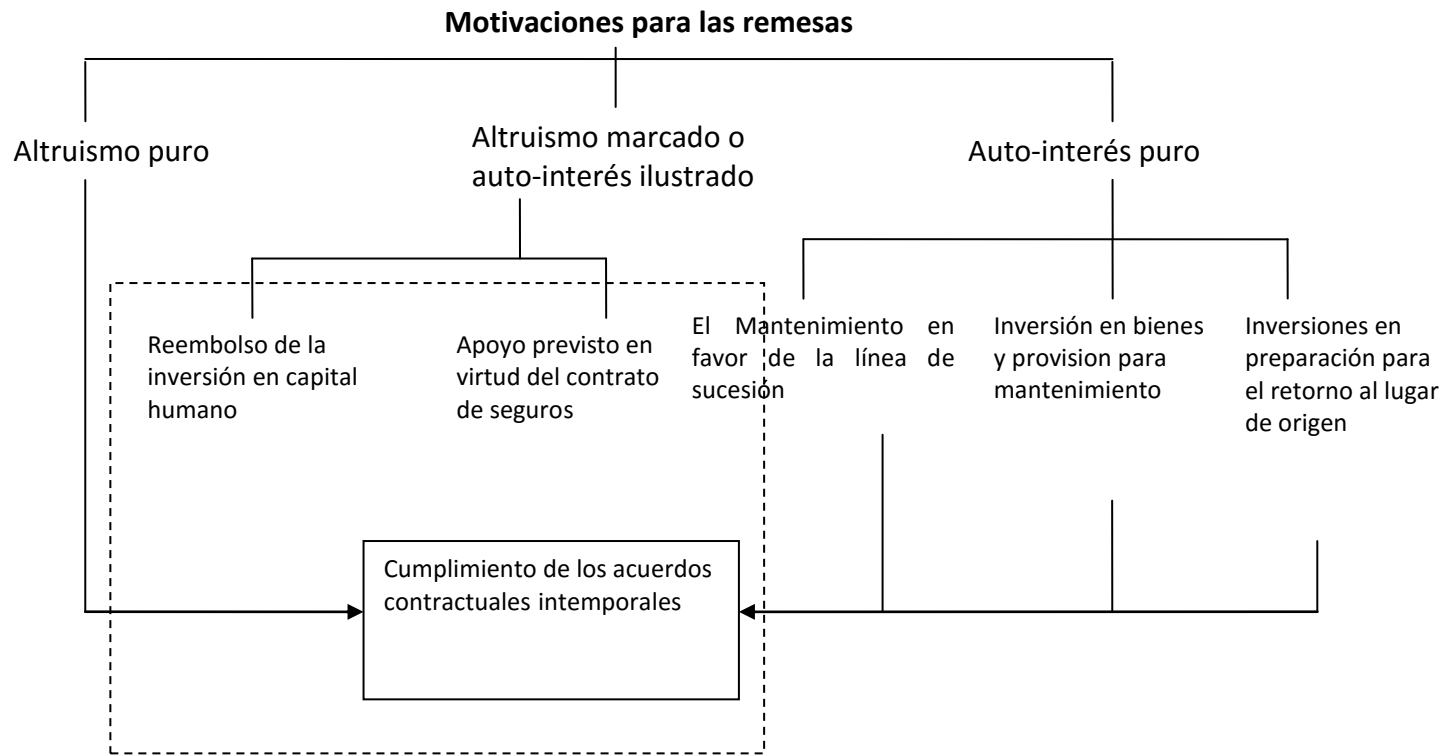 Motivaciones para las remesas
Altruismo puro
Altruismo marcado o
auto-interés ilustrado
Auto-interés puro
Reembolso de la
inversión en capital
humano
Apoyo previsto en
virtud del contrato
de seguros
El Mantenimiento en
favor de la línea de
sucesión
Inversión en bienes
y provision para
mantenimiento
Inversiones en
preparación para
el retorno al lugar
de origen
Cumplimiento de los acuerdos
contractuales intemporales